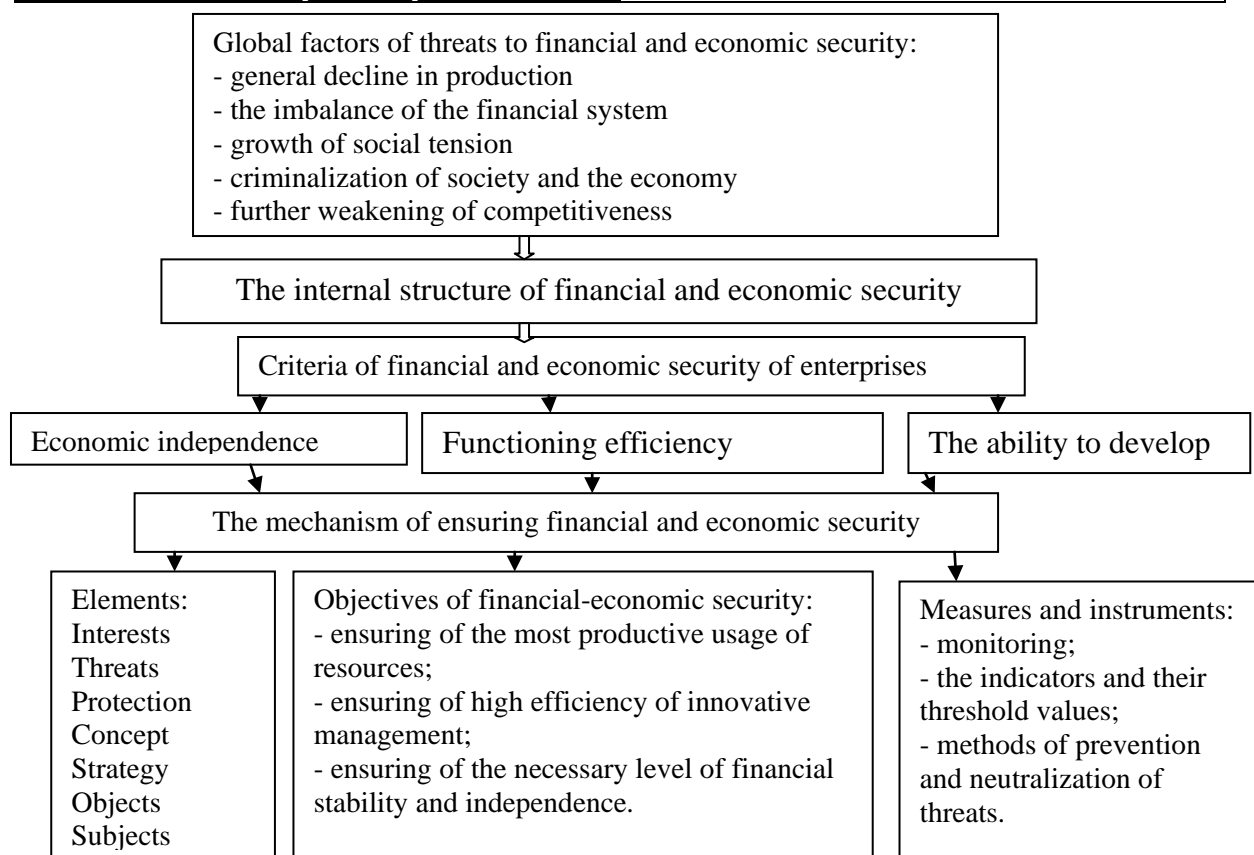 Global factors of threats to financial and economic security:
- general decline in production
- the imbalance of the financial system
- growth of social tension
- criminalization of society and the economy
- further weakening of competitiveness
The internal structure of financial and economic security
Criteria of financial and economic security of enterprises
Economic independence
Functioning efficiency
The ability to develop
The mechanism of ensuring financial and economic security
Elements:
Interests
Threats
Protection
Concept
Strategy
Objects
Subjects
Objectives of financial-economic security:
- ensuring of the most productive usage of
resources;
- ensuring of high efficiency of innovative
management;
- ensuring of the necessary level of financial
stability and independence.
Measures and instruments:
- monitoring;
- the indicators and their
threshold values;
- methods of prevention
and neutralization of
threats.